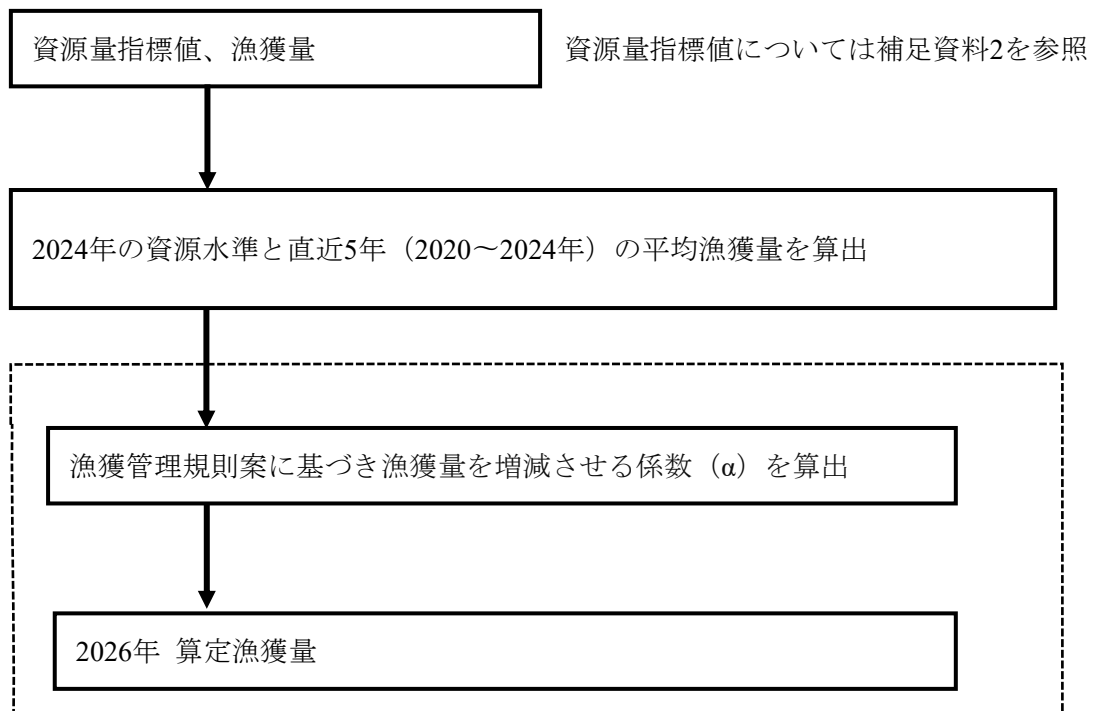 資源量指標値、漁獲量
資源量指標値については補足資料2を参照
2024年の資源水準と直近5年（2020～2024年）の平均漁獲量を算出
漁獲管理規則案に基づき漁獲量を増減させる係数（α）を算出
2026年 算定漁獲量